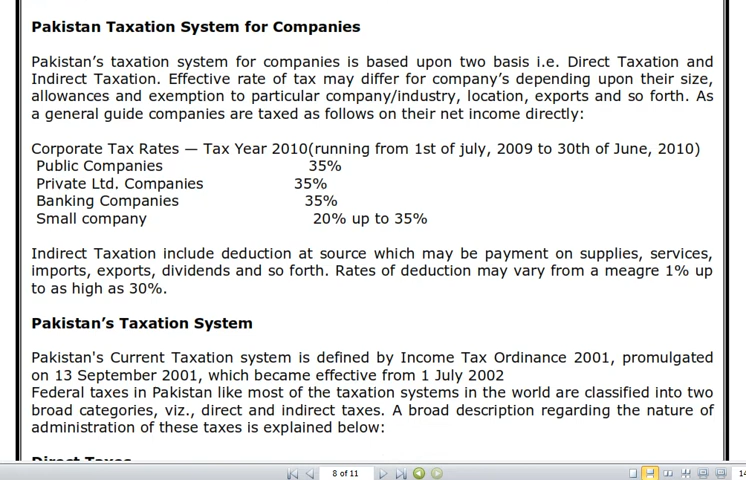 Pakistan Taxation System for Companies
Pakistan’s taxation system for companies is based upon two basis i.e. Direct Taxation and
Indirect Taxation. Effective rate of tax may differ for company’s depending upon their size,
allowances and exemption to particular company/industry, location, exports and so forth. As
a general guide companies are taxed as follows on their net income directly:
Corporate Tax Rates — Tax Year 2010(running from 1st of july, 2009 to 30th of June, 2010)
Public Companies 35%
Private Ltd. Companies 35%
Banking Companies 35%
Small company 20% up to 35%
Indirect Taxation include deduction at source which may be payment on supplies, services,
imports, exports, dividends and so forth. Rates of deduction may vary from a meagre 1% up
to as high as 30%.
Pakistan’s Taxation System
Pakistan's Current Taxation system is defined by Income Tax Ordinance 2001, promulgated
on 13 September 2001, which became effective from 1 July 2002
Federal taxes in Pakistan like most of the taxation systems in the world are classified into two
broad categories, viz., direct and indirect taxes. A broad description regarding the nature of
administration of these taxes is explained below:
Direct Taxes
8 of 11
14